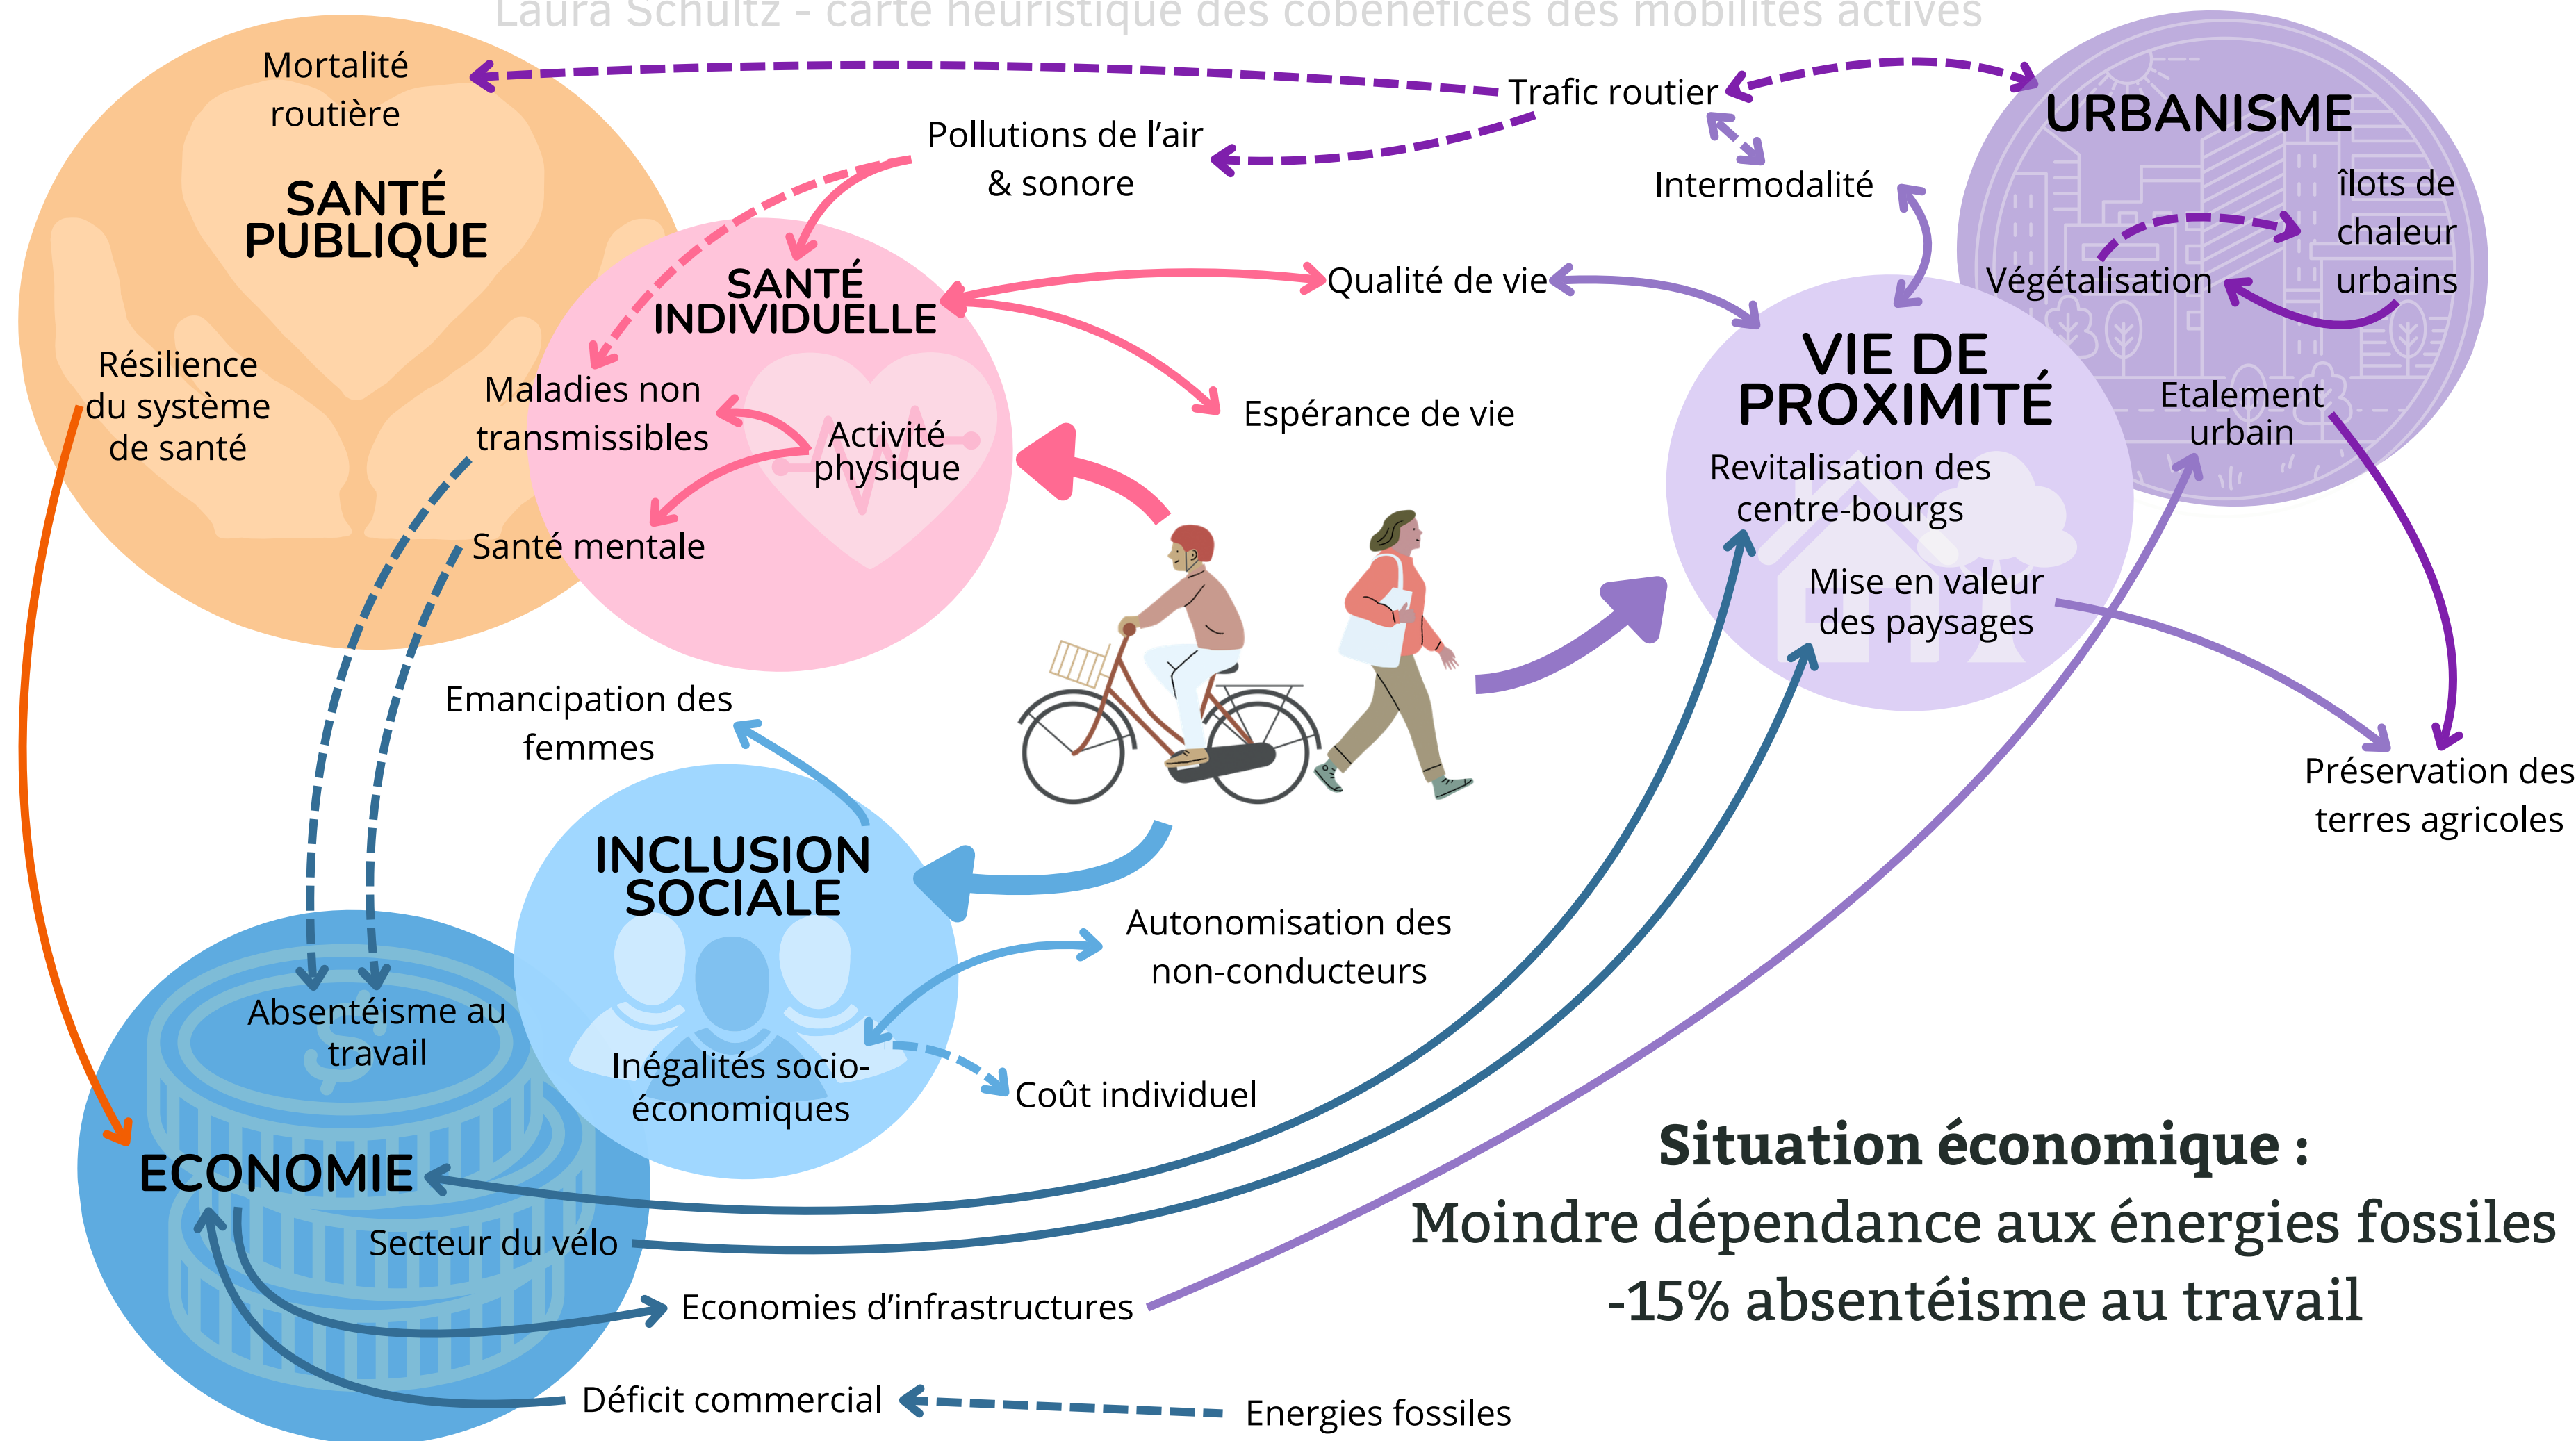 Laura Schultz - carte heuristique des cobénéfices des mobilités actives
Mortalité
routière
SANTÉ
PUBLIQUE
Résilience
du système
de santé
Trafic routier
Pollutions de l’air
& sonore
Intermodalité
URBANISME
îlots de
chaleur
urbains
Végétalisation
Etalement
urbain
SANTÉ
INDIVIDUELLE
Maladies non
transmissibles
Activité
physique
Santé mentale
Qualité de vie
Espérance de vie
VIE DE
PROXIMITÉ
Revitalisation des
centre-bourgs
Mise en valeur
des paysages
Préservation des
terres agricoles
Emancipation des
femmes
INCLUSION
SOCIALE
Autonomisation des
non-conducteurs
Inégalités socio-
économiques
Coût individuel
Absentéisme au
travail
$
ECONOMIE
Secteur du vélo
Economies d’infrastructures
Déficit commercial
Energies fossiles
Situation économique :
Moindre dépendance aux énergies fossiles
-15% absentéisme au travail